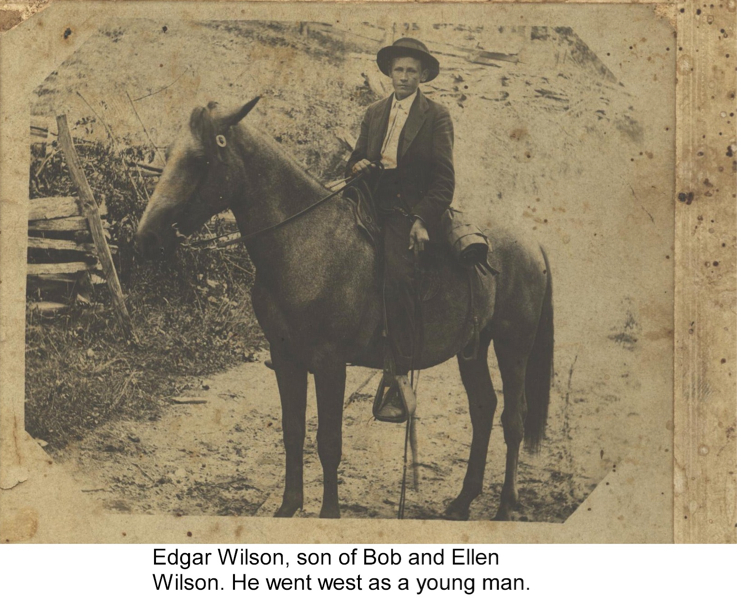 Edgar Wilson, son of Bob and Ellen
Wilson. He went west as a young man.